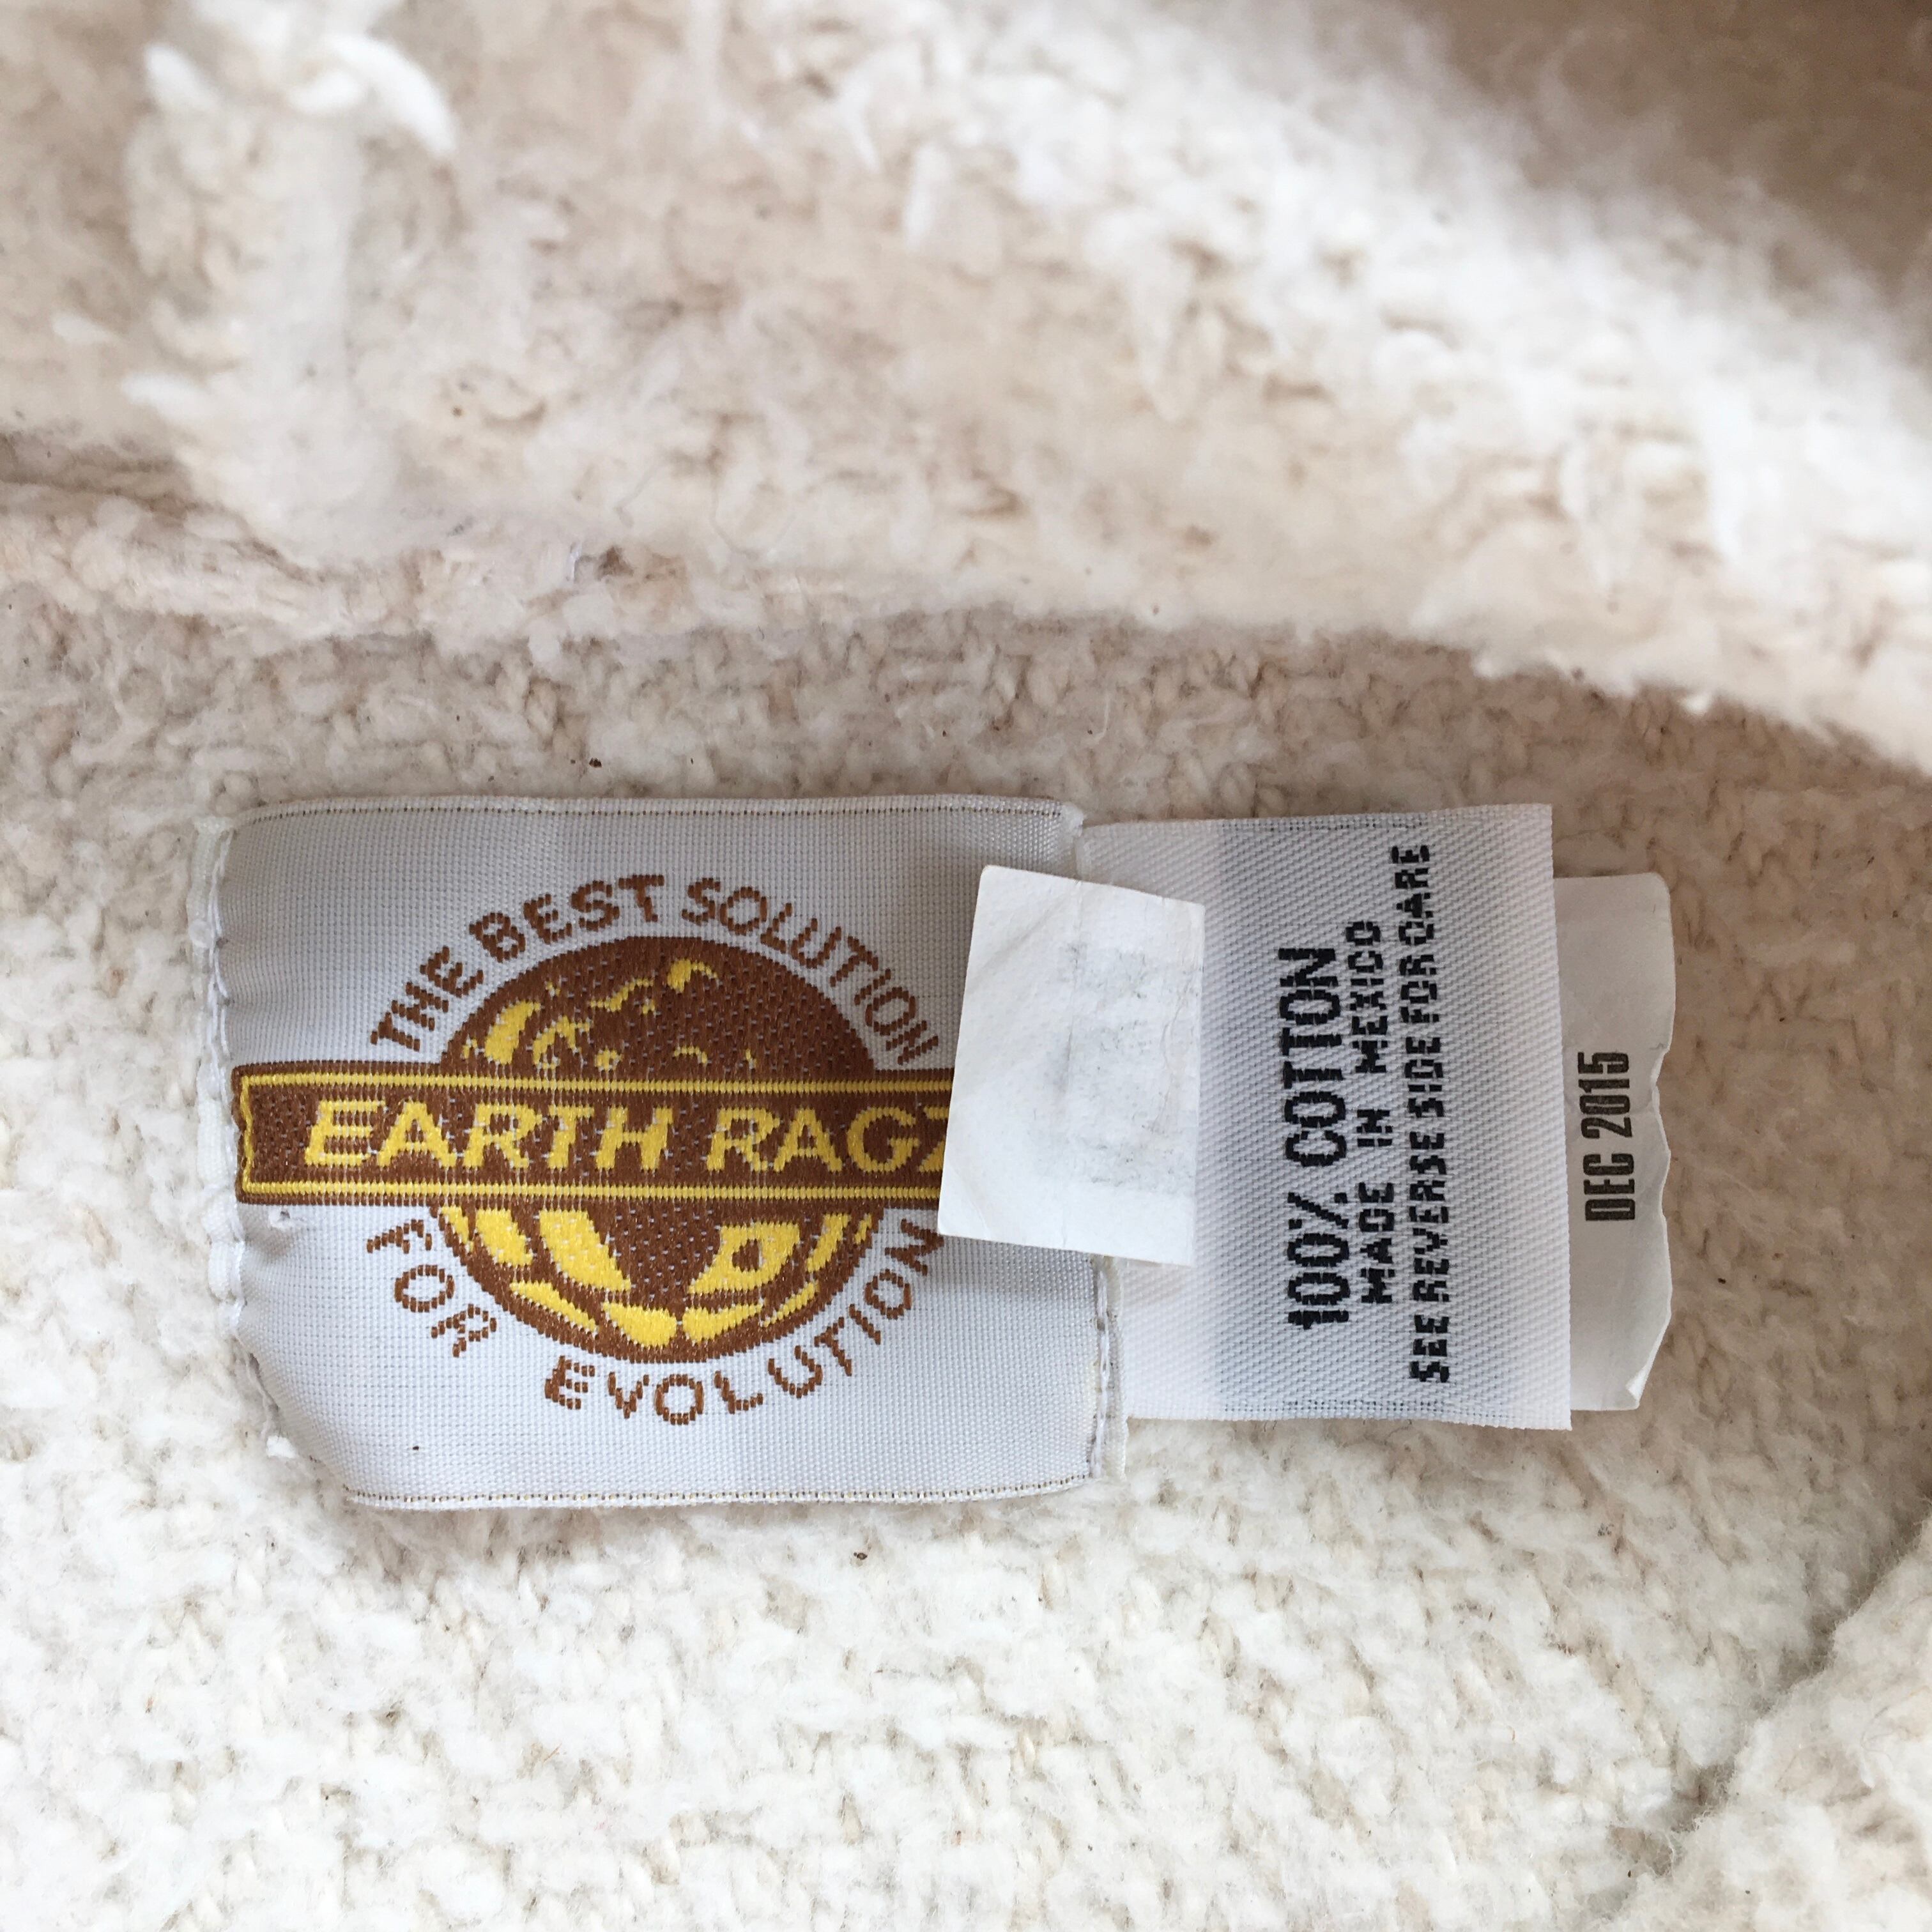 THE BEST SOLUTION
EARTH RAGZ
FOR EVOLUTION
100% COTTON
MADE IN MEXICO
SEE REVERSE SIDE FOR CARE
DEC 2015